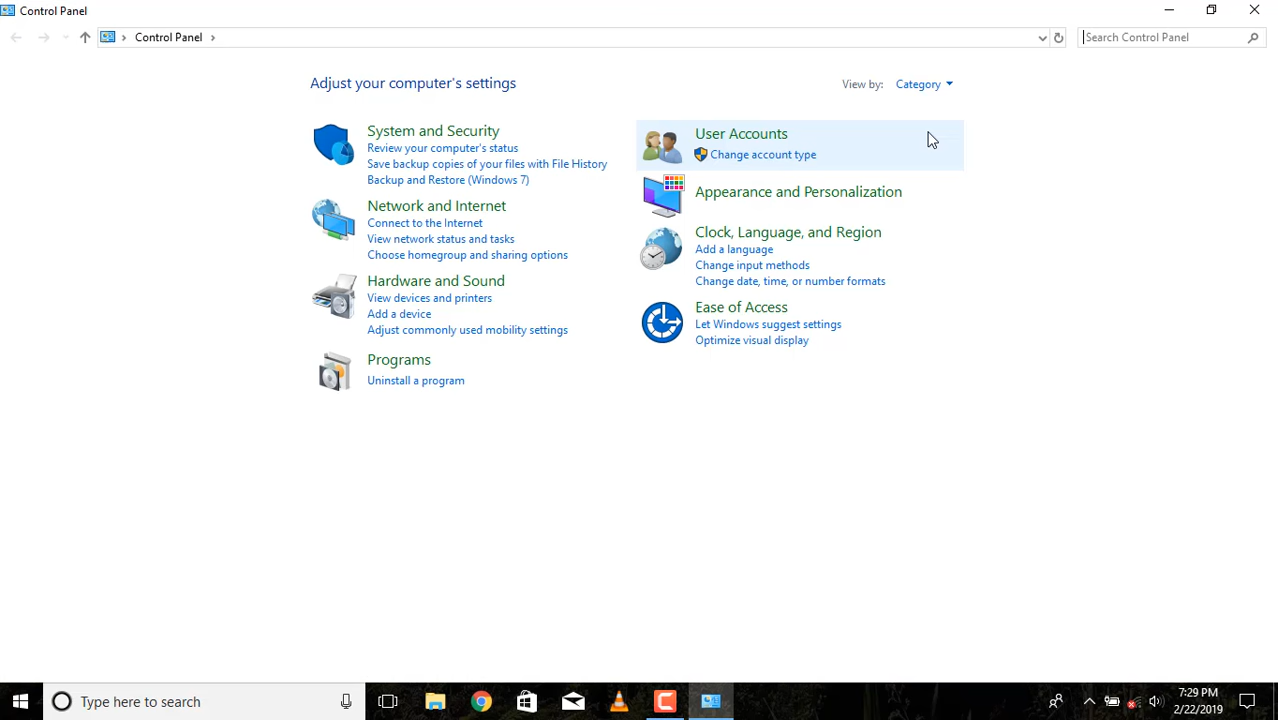 Control Panel
Control Panel
Search Control Panel
Adjust your computer's settings
View by: Category
System and Security
Review your computer's status
Save backup copies of your files with File History
Backup and Restore (Windows 7)
Network and Internet
Connect to the Internet
View network status and tasks
Choose homegroup and sharing options
Hardware and Sound
View devices and printers
Add a device
Adjust commonly used mobility settings
Programs
Uninstall a program
User Accounts
Change account type
Appearance and Personalization
Clock, Language, and Region
Add a language
Change input methods
Change date, time, or number formats
Ease of Access
Let Windows suggest settings
Optimize visual display
Type here to search
7:29 PM
2/22/2019